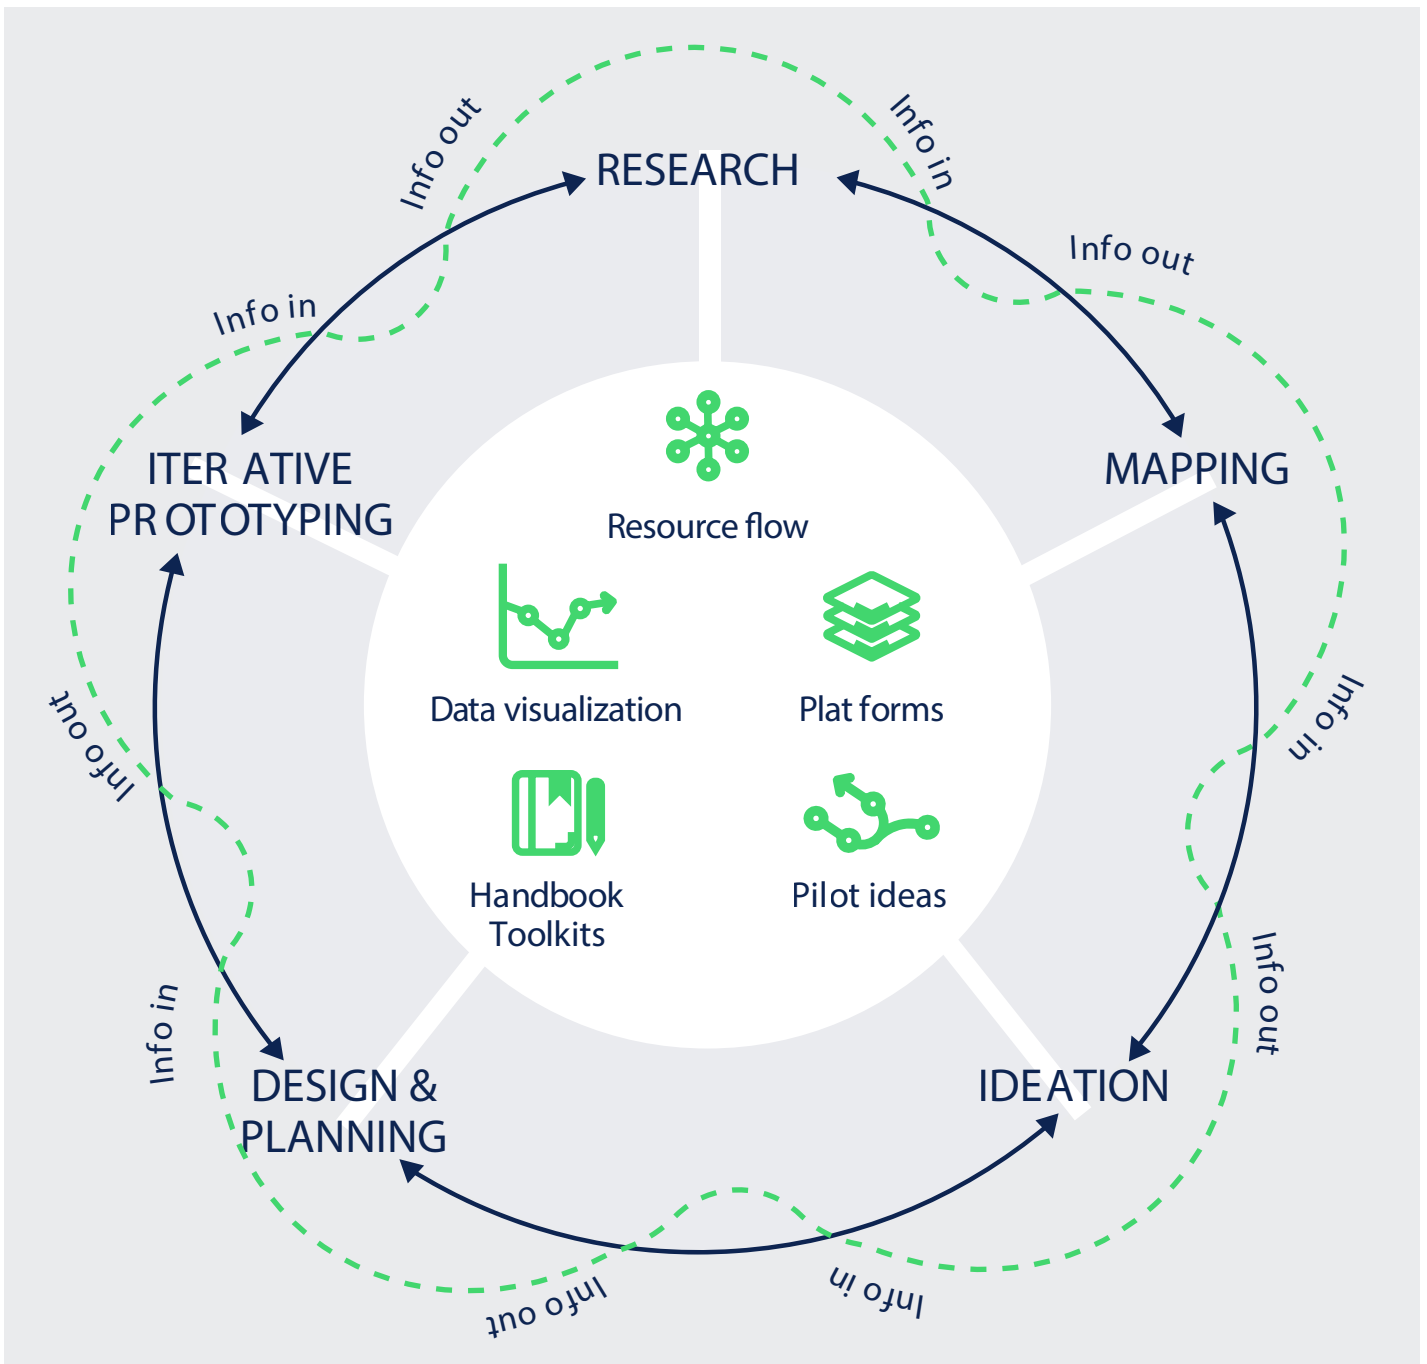 Info out
Info in
RESEARCH
Info out
Info in
ITER ATIVE
PR OTOTYPING
MAPPING
Resource flow
Data visualization
Plat forms
Info out
Info in
Handbook
Toolkits
Pilot ideas
Info in
Info out
DESIGN &
PLANNING
IDEATION
Info out
Info in